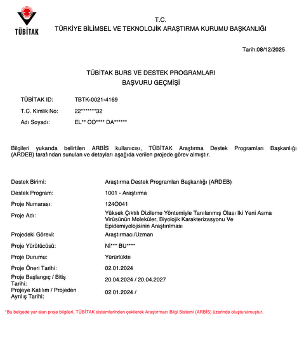 TÜBİTAK
T.C.
TÜRKİYE BİLİMSEL VE TEKNOLOJİK ARAŞTIRMA KURUMU BAŞKANLIĞI
Tarih:08/12/2025
TÜBİTAK BURS VE DESTEK PROGRAMLARI
BAŞVURU GEÇMİŞİ
TÜBİTAK ID: TBTK-0021-4169
T.C. Kimlik No: 22*******32
Adı Soyadı: EL** CO**** DA******
Bilgileri yukarıda belirtilen ARBİS kullanıcısı, TÜBİTAK Araştırma Destek Programları Başkanlığı
(ARDEB) tarafından sunulan ve detayları aşağıda verilen projede görev almıştır.
Destek Birimi: Araştırma Destek Programları Başkanlığı (ARDEB)
Destek Program: 1001 - Araştırma
Proje Numarası: 124O041
Proje Adı: Yüksek Çıktılı Dizileme Yöntemiyle Tanılanmış Olası İki Yeni Asma
Virüsünün Moleküler, Biyolojik Karakterizasyonu Ve
Epidemiyolojisinin Araştırılması
Projedeki Görevi: Araştırmacı /Uzman
Proje Yürütücüsü: Nİ*** BU****
Proje Durumu: Yürürlükte
Proje Öneri Tarihi: 02.01.2024
Proje Başlangıç / Bitiş Tarihi: 20.04.2024 / 20.04.2027
Projeye Katılım / Projeden Ayrılış Tarihi: 02.01.2024 /
*Bu belgede yer alan proje bilgileri, TÜBİTAK sistemlerinden çekilerek Araştırmacı Bilgi Sistemi (ARBİS) üzerinde oluşturulmuştur.